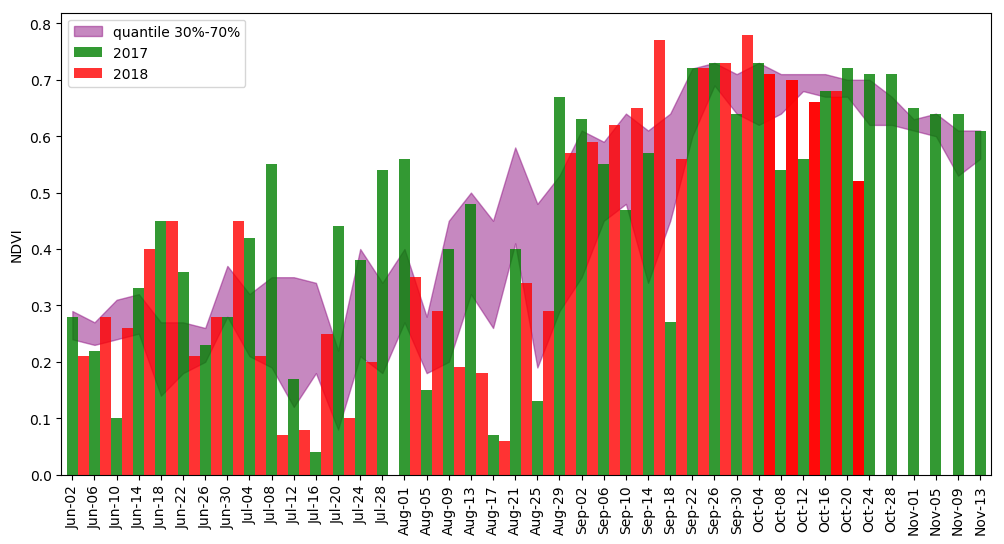 quantile 30%-70%
2017
2018
NDVI
0.8
0.7
0.6
0.5
0.4
0.3
0.2
0.1
0.0
Jun-02
Jun-06
Jun-10
Jun-14
Jun-18
Jun-22
Jun-26
Jun-30
Jul-04
Jul-08
Jul-12
Jul-16
Jul-20
Jul-24
Jul-28
Aug-01
Aug-05
Aug-09
Aug-13
Aug-17
Aug-21
Aug-25
Aug-29
Sep-02
Sep-06
Sep-10
Sep-14
Sep-18
Sep-22
Sep-26
Sep-30
Oct-04
Oct-08
Oct-12
Oct-16
Oct-20
Oct-24
Oct-28
Nov-01
Nov-05
Nov-09
Nov-13